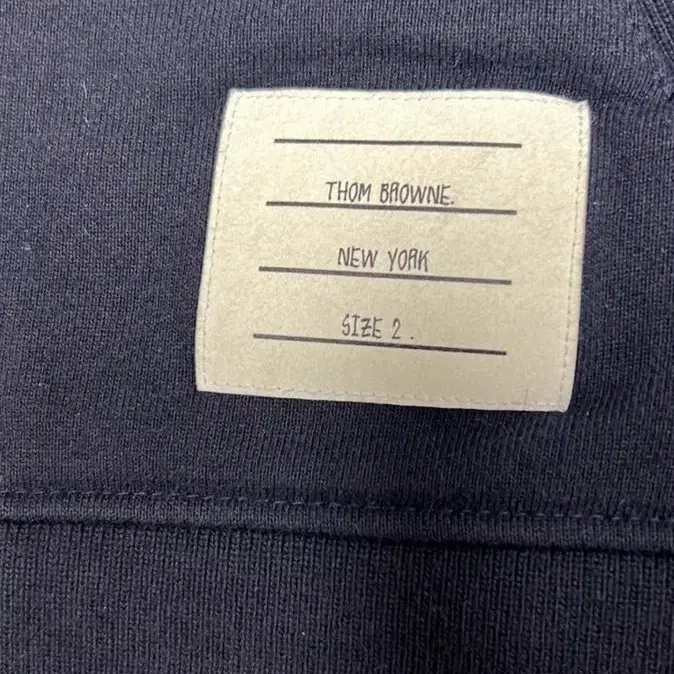 THOM BROWNE.
NEW YORK
SIZE 2 .